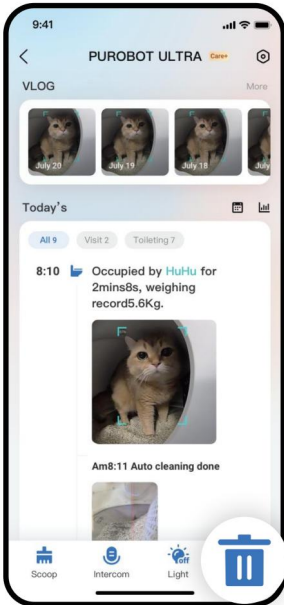 9:41
PUROBOT ULTRA Care+
VLOG More
July 20 July 19 July 18 July
Today's
All 9 Visit 2 Toileting 7
8:10 Occupied by HuHu for
2mins8s, weighing
record5.6Kg.
Am8:11 Auto cleaning done
off
Scoop Intercom Light